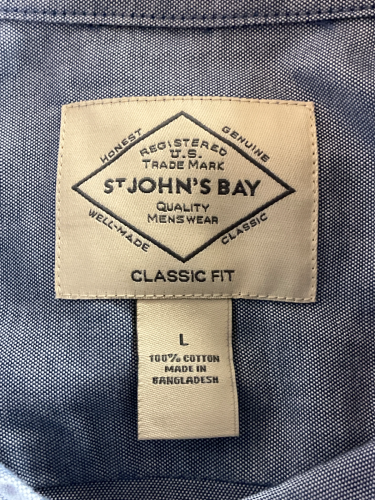 HONEST
GENUINE
REGISTERED
U.S.
TRADE MARK
ST JOHN'S BAY
QUALITY
MENSWEAR
WELL-MADE
CLASSIC
CLASSIC FIT
L
100% COTTON
MADE IN
BANGLADESH